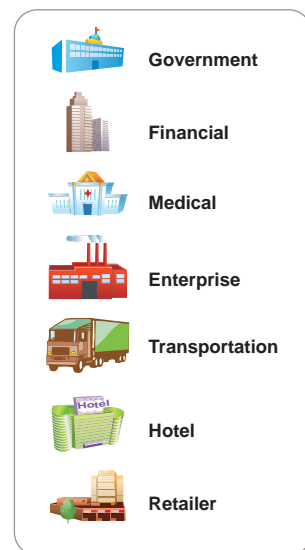 Government
Financial
Medical
Enterprise
Transportation
Hotel
Hotel
Retailer